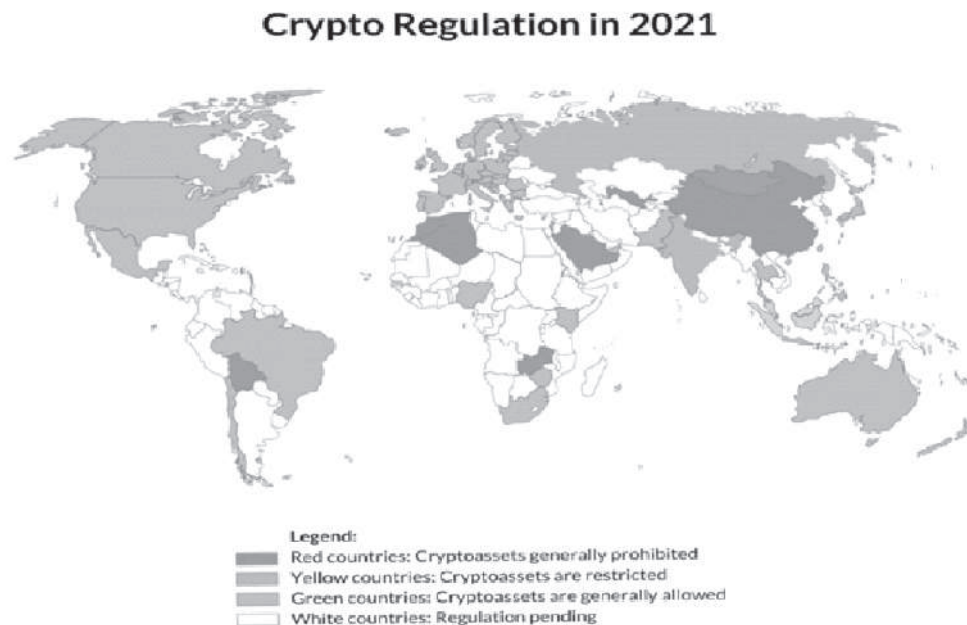 Crypto Regulation in 2021
Legend:
Red countries: Cryptoassets generally prohibited
Yellow countries: Cryptoassets are restricted
Green countries: Cryptoassets are generally allowed
White countries: Regulation pending